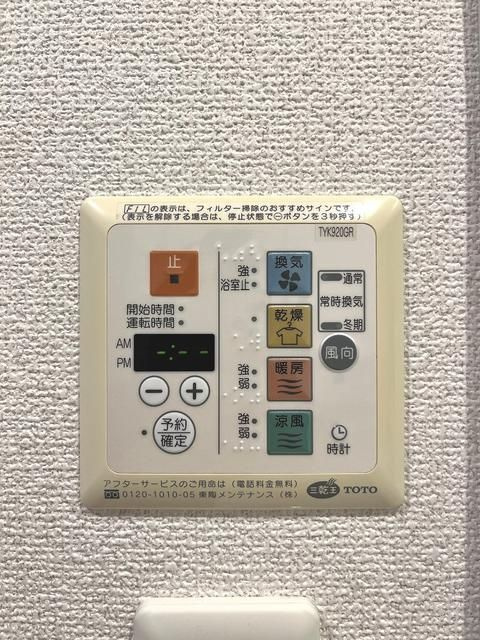 FILの表示は、フィルター掃除のおすすめサインです。
(表示を解除する場合は、停止状態で⊖ボタンを3秒押す)
TYK920GR
止
換気
強
浴室止
通常
常時換気
冬期
開始時間
運転時間
乾燥
AM
PM
-:--
風向
強
弱
暖房
− +
予約
確定
強
弱
涼風
時計
アフターサービスのご用命は(電話料金無料)
0120-1010-05 東陶メンテナンス(株)
三乾王 TOTO